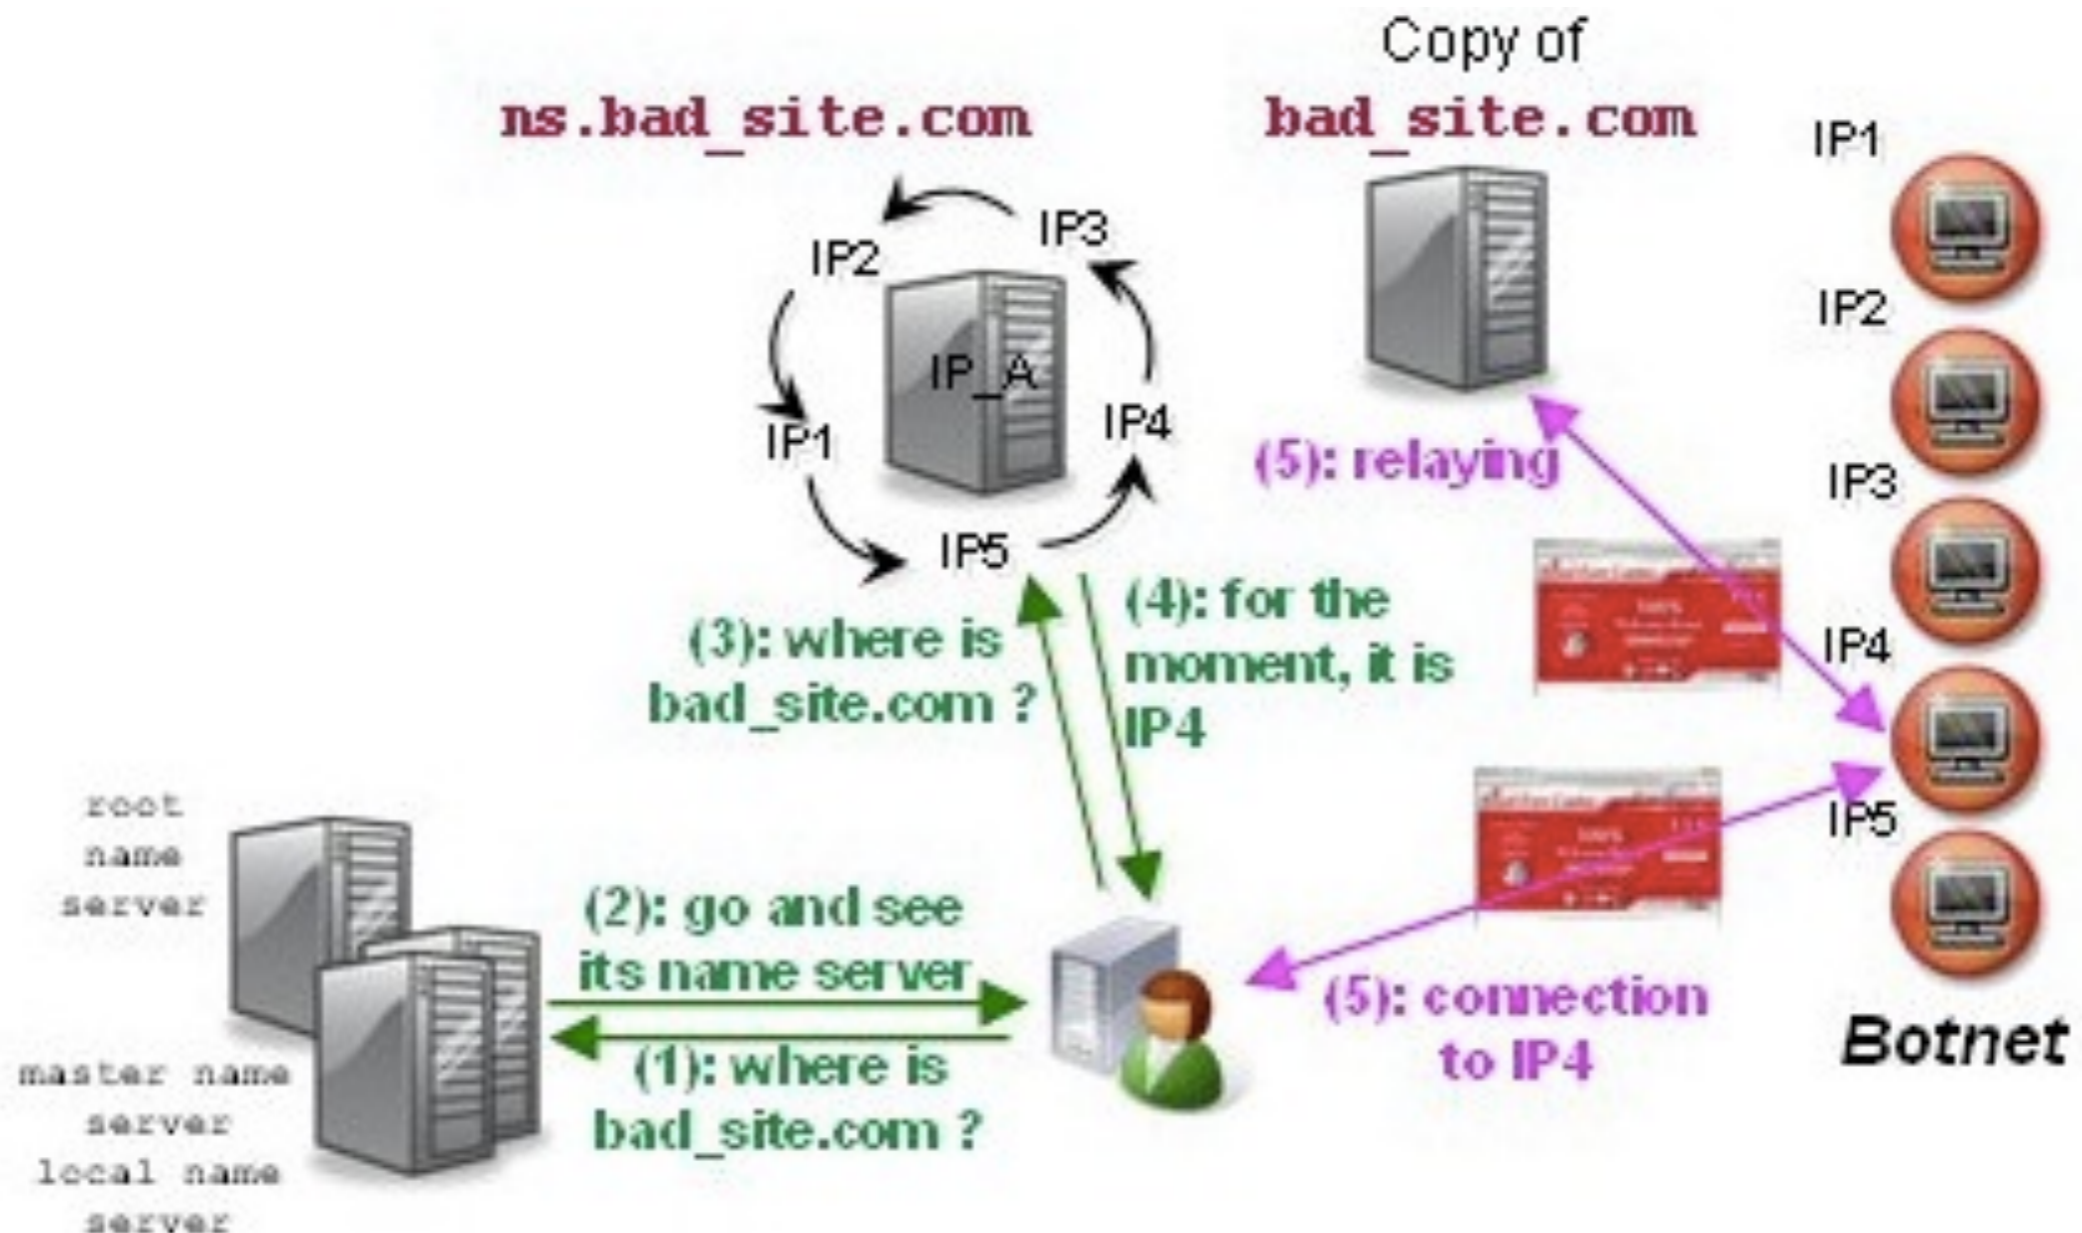 Copy of
ns.bad_site.com
bad_site.com
IP1
IP3
IP2
IP2
IP_A
IP4
IP1
(5): relaying
IP3
IP5
(4): for the
moment, it is
IP4
(3): where is
bad_site.com ?
IP4
IP5
root
name
server
(2): go and see
its name server
(5): connection
to IP4
Botnet
(1): where is
bad_site.com ?
master name
server
local name
server